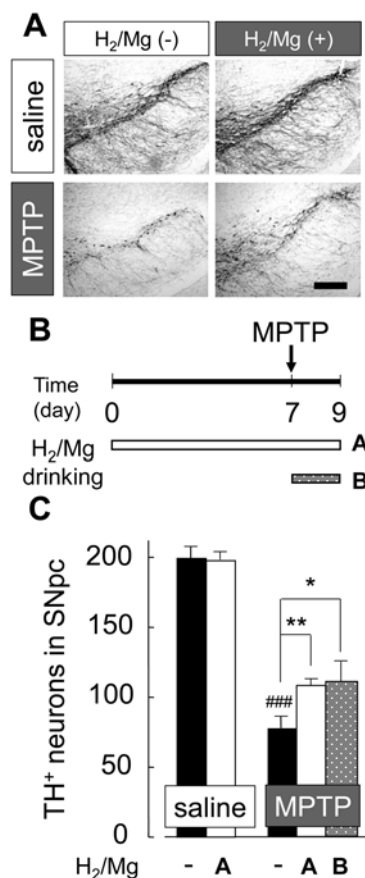 A
H₂/Mg (-) H₂/Mg (+)
saline
MPTP
B
MPTP
Time
(day)
0 7 9
H₂/Mg
drinking
A
B
C
TH⁺ neurons in SNpc
200
150
100
50
0
*
**
###
saline MPTP
H₂/Mg - A - A B